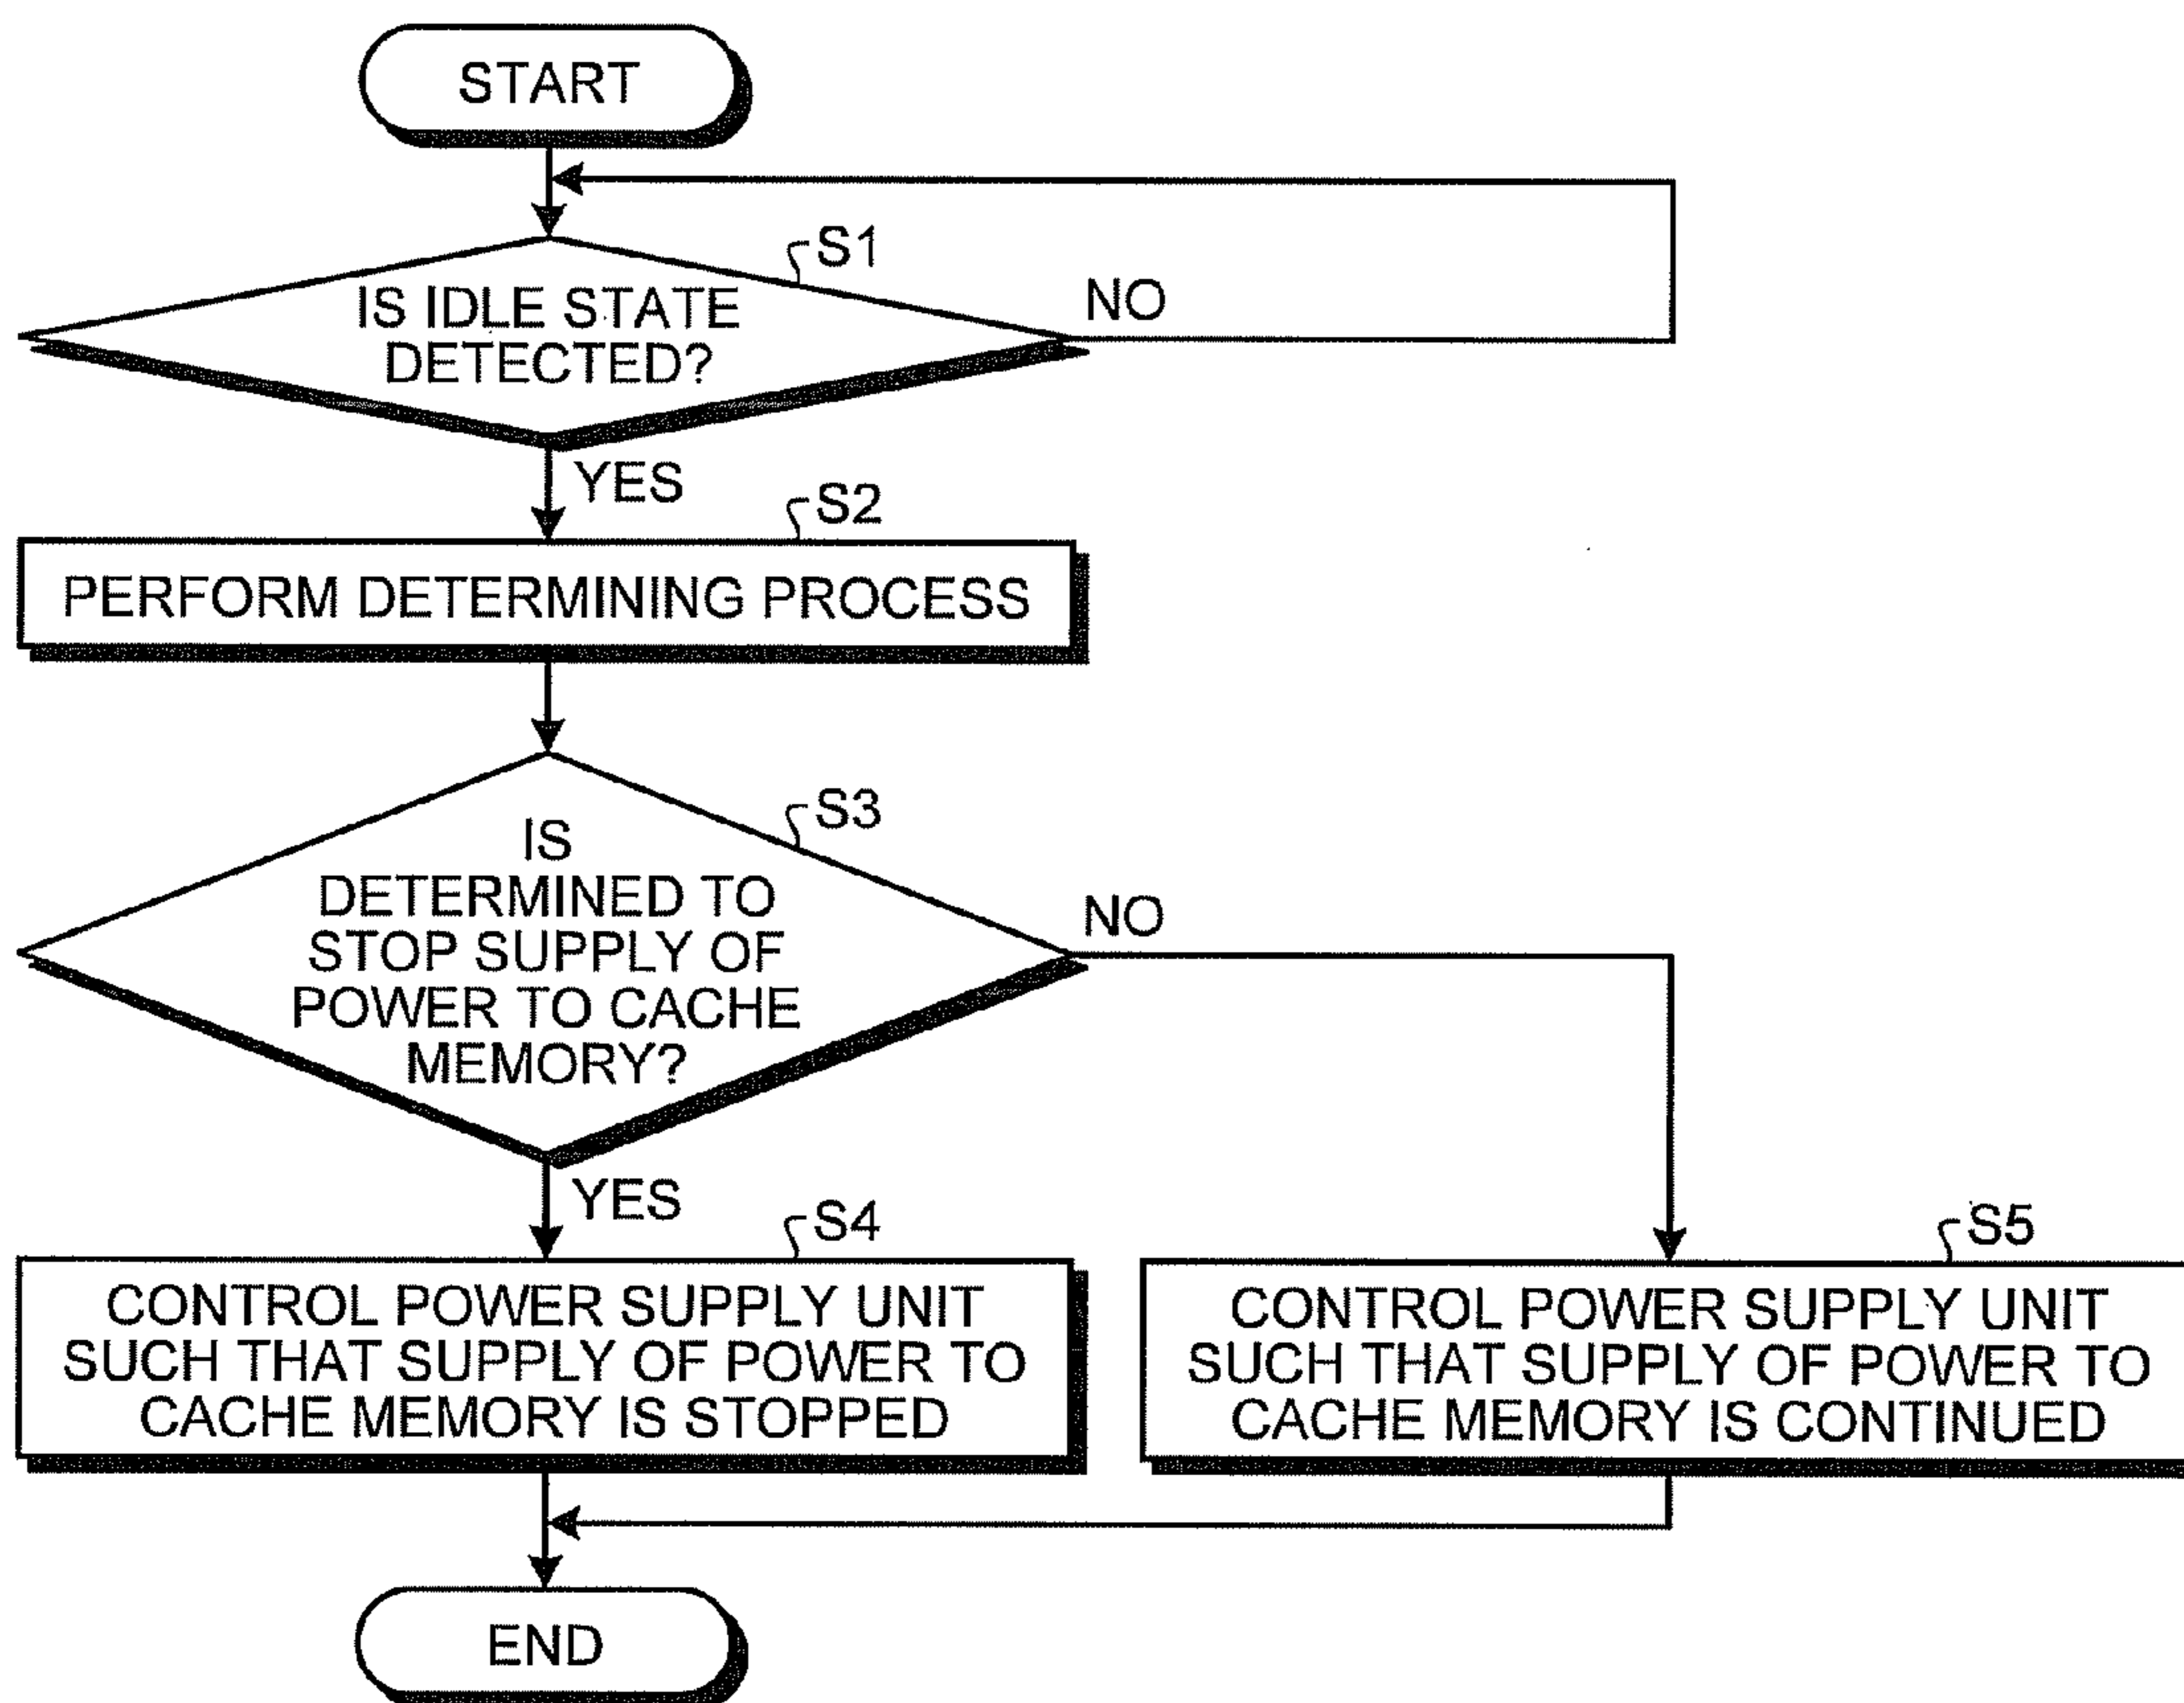 START
S1
IS IDLE STATE
DETECTED?
NO
YES
S2
PERFORM DETERMINING PROCESS
S3
IS
DETERMINED TO
STOP SUPPLY OF
POWER TO CACHE
MEMORY?
NO
YES
S4
CONTROL POWER SUPPLY UNIT
SUCH THAT SUPPLY OF POWER TO
CACHE MEMORY IS STOPPED
S5
CONTROL POWER SUPPLY UNIT
SUCH THAT SUPPLY OF POWER TO
CACHE MEMORY IS CONTINUED
END